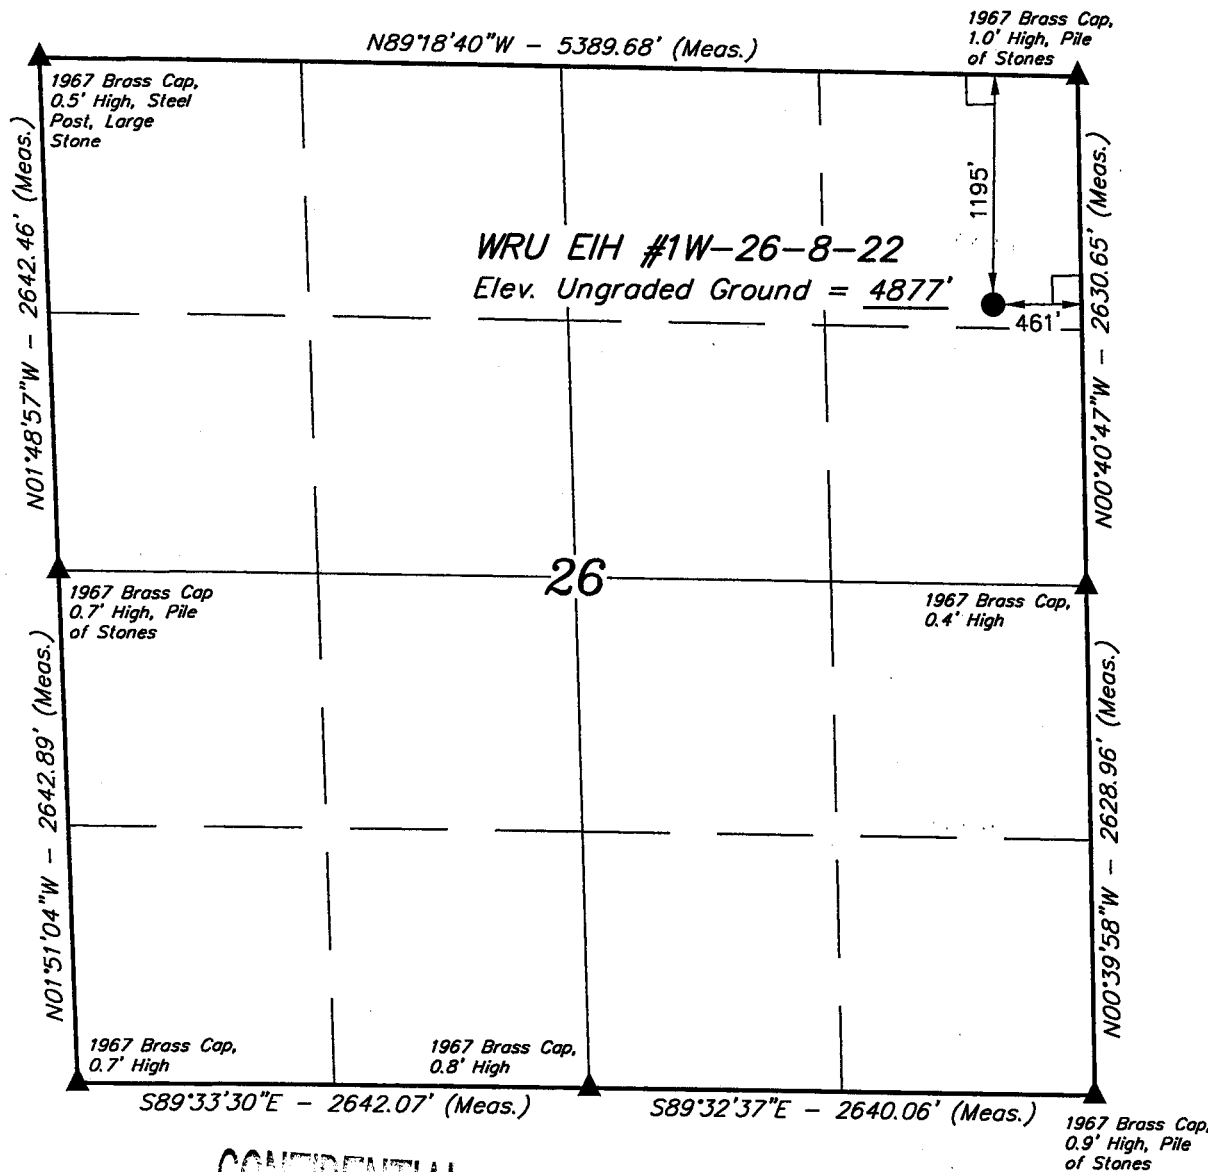 1967 Brass Cap,
1.0' High, Pile
of Stones
N89°18'40"W - 5389.68' (Meas.)
1967 Brass Cap,
0.5' High, Steel
Post, Large
Stone
N01°48'57"W - 2642.46' (Meas.)
1195'
N00°40'47"W - 2630.65' (Meas.)
WRU EIH #1W-26-8-22
Elev. Ungraded Ground = 4877'
461'
26
1967 Brass Cap
0.7' High, Pile
of Stones
1967 Brass Cap,
0.4' High
N01°51'04"W - 2642.89' (Meas.)
N00°39'58"W - 2628.96' (Meas.)
1967 Brass Cap,
0.7' High
1967 Brass Cap,
0.8' High
S89°33'30"E - 2642.07' (Meas.)
S89°32'37"E - 2640.06' (Meas.)
1967 Brass Cap,
0.9' High, Pile
of Stones
CONFIDENTIAL